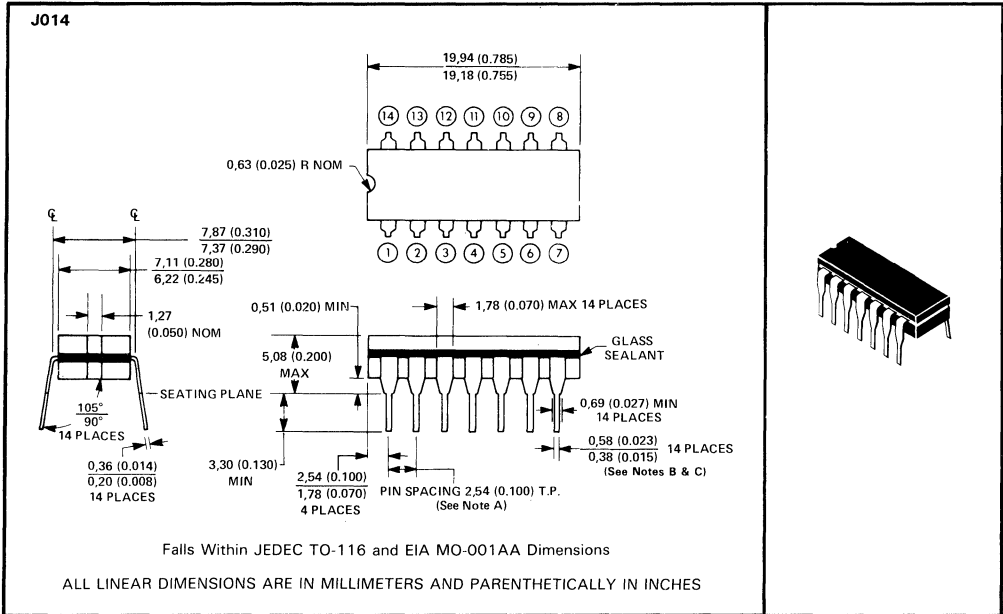 J014
19,94 (0.785)
19,18 (0.755)
14 13 12 11 10 9 8
0,63 (0.025) R NOM
1 2 3 4 5 6 7
℄ ℄
7,87 (0.310)
7,37 (0.290)
7,11 (0.280)
6,22 (0.245)
1,27
(0.050) NOM
0,51 (0.020) MIN
1,78 (0.070) MAX 14 PLACES
5,08 (0.200)
MAX
GLASS
SEALANT
SEATING PLANE
105°
90°
14 PLACES
0,36 (0.014)
0,20 (0.008)
14 PLACES
3,30 (0.130)
MIN
2,54 (0.100)
1,78 (0.070)
4 PLACES
PIN SPACING 2,54 (0.100) T.P.
(See Note A)
0,69 (0.027) MIN
14 PLACES
0,58 (0.023)
0,38 (0.015)
14 PLACES
(See Notes B & C)
Falls Within JEDEC TO-116 and EIA MO-001AA Dimensions
ALL LINEAR DIMENSIONS ARE IN MILLIMETERS AND PARENTHETICALLY IN INCHES